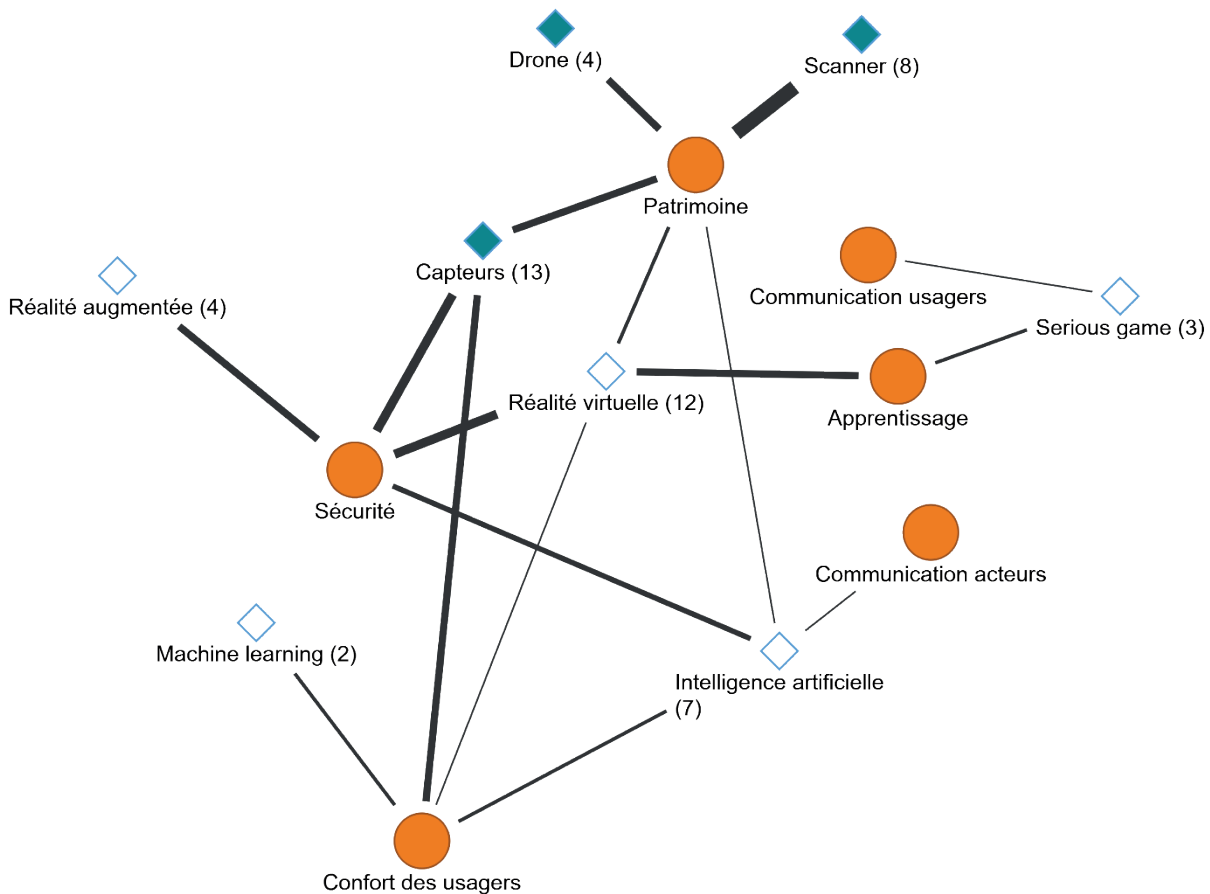 Drone (4)
Scanner (8)
Patrimoine
Capteurs (13)
Communication usagers
Réalité augmentée (4)
Serious game (3)
Réalité virtuelle (12)
Apprentissage
Sécurité
Communication acteurs
Machine learning (2)
Intelligence artificielle
(7)
Confort des usagers